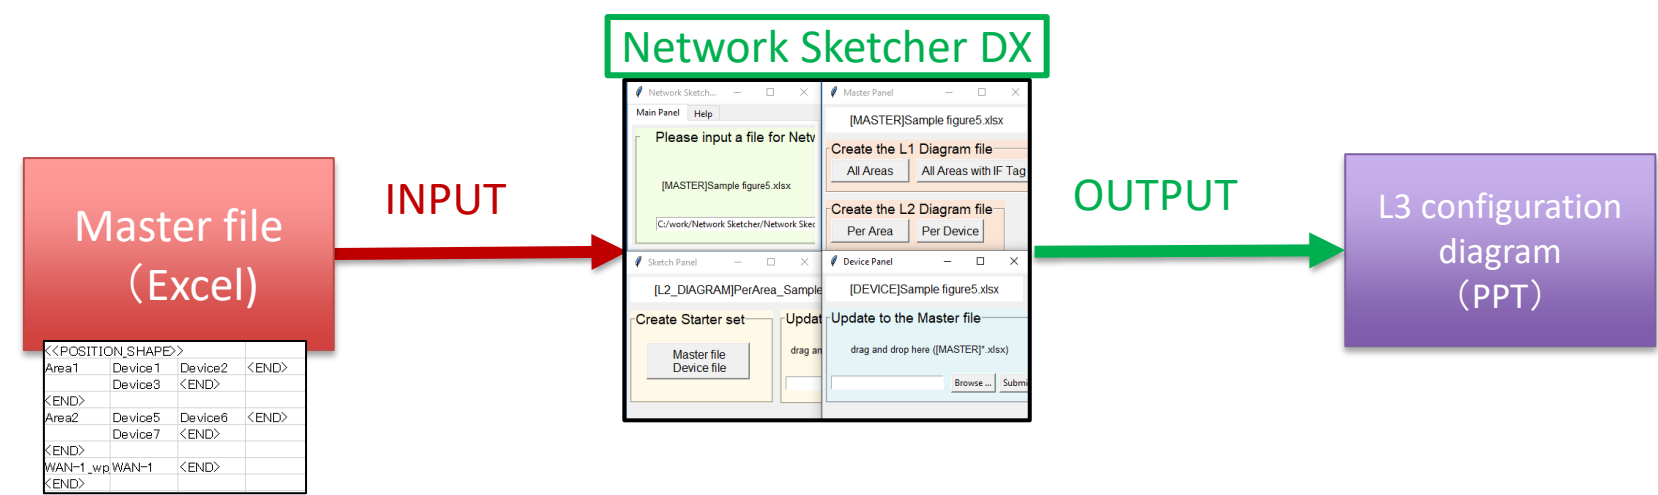 Network Sketcher DX
Master file
（Excel)
INPUT
Network Sketch...
Main Panel Help
Please input a file for Netw
[MASTER]Sample figure5.xlsx
C:/work/Network Sketcher/Network Skec
Master Panel
[MASTER]Sample figure5.xlsx
Create the L1 Diagram file
All Areas All Areas with IF Tag
Create the L2 Diagram file
Per Area Per Device
Sketch Panel
[L2_DIAGRAM]PerArea_Sample
Create Starter set
Master file
Device file
Updat
drag an
Device Panel
[DEVICE]Sample figure5.xlsx
Update to the Master file
drag and drop here ([MASTER]*.xlsx)
Browse ... Submi
OUTPUT
L3 configuration
diagram
（PPT）
<<POSITION_SHAPE>>
Area1 Device1 Device2 <END>
Device3 <END>
<END>
Area2 Device5 Device6 <END>
Device7 <END>
<END>
WAN-1_wp WAN-1 <END>
<END>